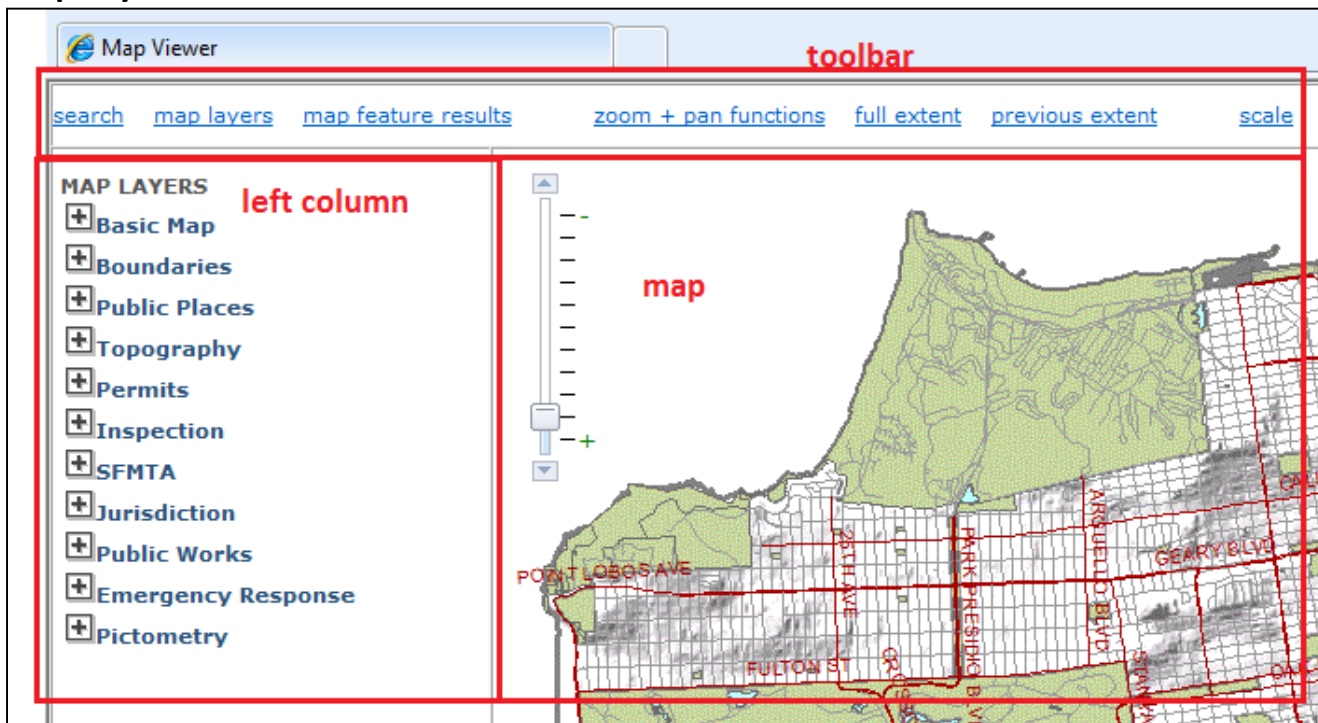 Map Viewer
toolbar
search map layers map feature results zoom + pan functions full extent previous extent scale
MAP LAYERS
left column
Basic Map
Boundaries
Public Places
Topography
Permits
Inspection
SFMTA
Jurisdiction
Public Works
Emergency Response
Pictometry
-
+
map
POINT LOBOS AVE
25TH AVE
PARK PRESIDIO BLV
ARGUELLO BLVD
GEARY BLVD
FULTON ST